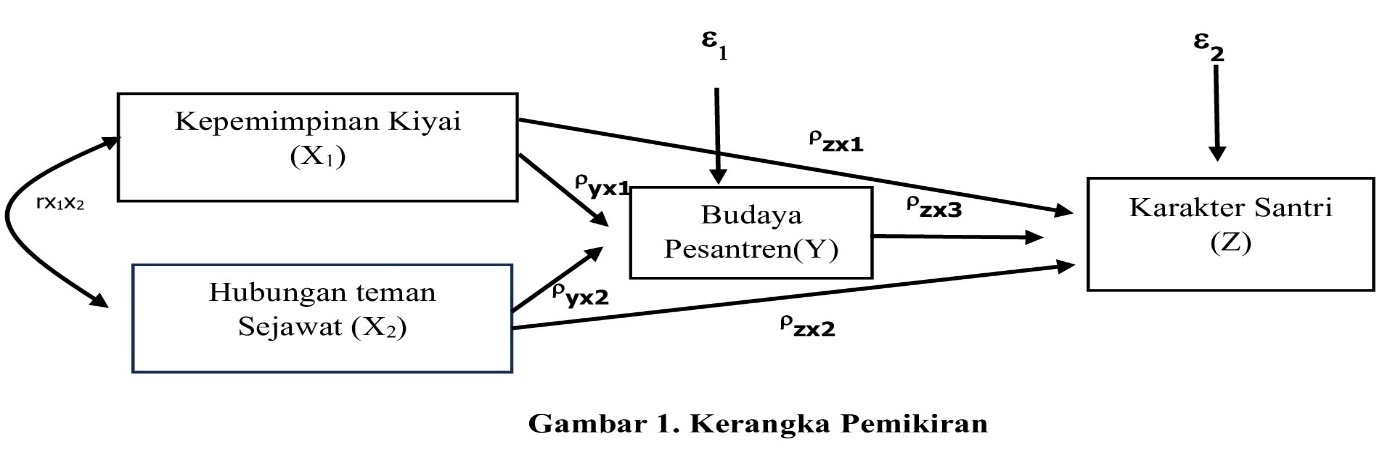 ε1
ε2
Kepemimpinan Kiyai
(X₁)
ρzx1
rx₁x₂
ρyx1
Budaya
Pesantren(Y)
ρzx3
Karakter Santri
(Z)
Hubungan teman
Sejawat (X₂)
ρyx2
ρzx2
Gambar 1. Kerangka Pemikiran